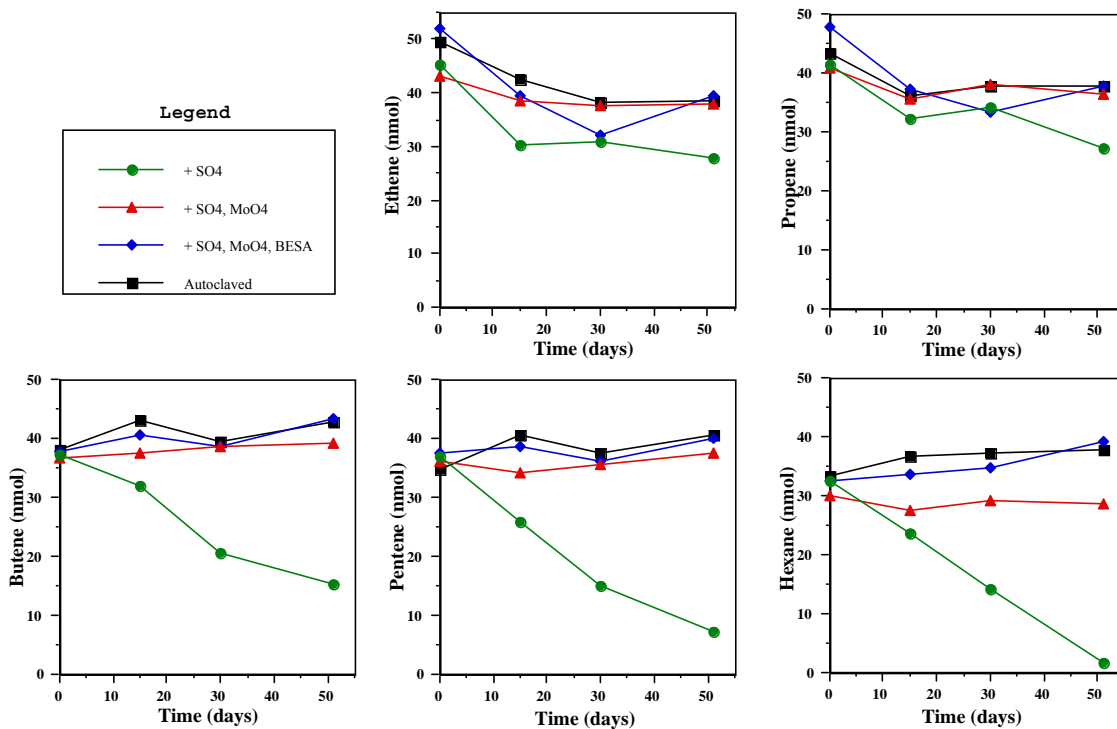 Legend
+ SO4
+ SO4, MoO4
+ SO4, MoO4, BESA
Autoclaved
Ethene (nmol)
50
40
30
20
10
0
0 10 20 30 40 50
Time (days)
Propene (nmol)
50
40
30
20
10
0
0 10 20 30 40 50
Time (days)
Butene (nmol)
50
40
30
20
10
0
0 10 20 30 40 50
Time (days)
Pentene (nmol)
50
40
30
20
10
0
0 10 20 30 40 50
Time (days)
Hexane (nmol)
50
40
30
20
10
0
0 10 20 30 40 50
Time (days)